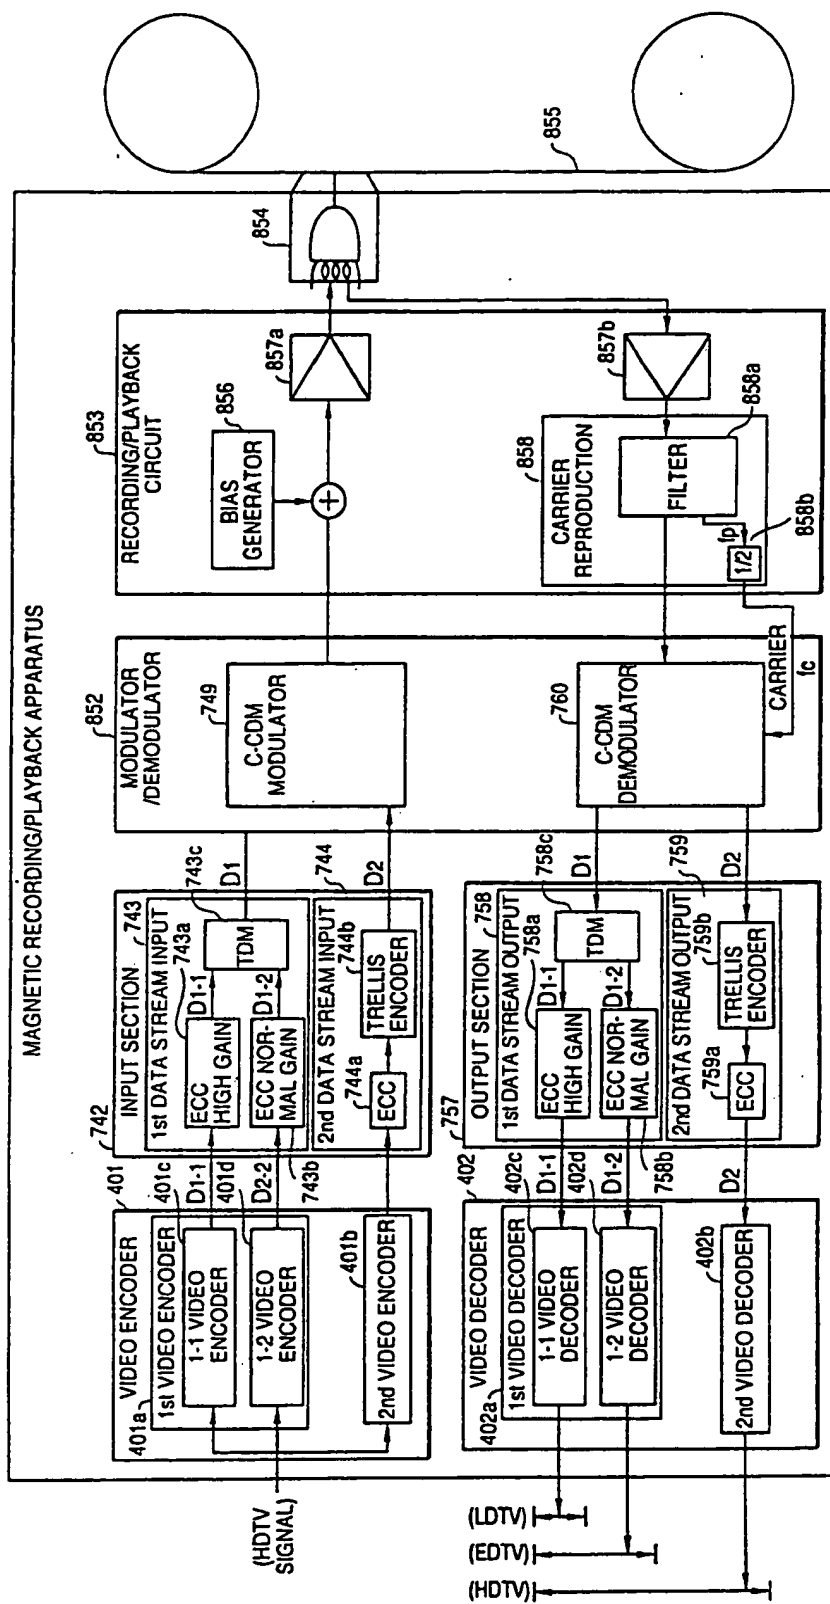 MAGNETIC RECORDING/PLAYBACK APPARATUS
(HDTV
SIGNAL)
401
VIDEO ENCODER
401a
1st VIDEO ENCODER
401c
1-1 VIDEO
ENCODER
401d
1-2 VIDEO
ENCODER
401b
2nd VIDEO ENCODER
D1-1
D2-2
742
INPUT SECTION
743
1st DATA STREAM INPUT
743a
ECC
HIGH GAIN
D1-1
743c
TDM
ECC NOR-
MAL GAIN
D1-2
743b
744
2nd DATA STREAM INPUT
744a
ECC
744b
TRELLIS
ENCODER
D1
D2
852
MODULATOR
/DEMODULATOR
749
C-CDM
MODULATOR
853
RECORDING/PLAYBACK
CIRCUIT
856
BIAS
GENERATOR
+
857a
854
855
402
VIDEO DECODER
402a
1st VIDEO DECODER
402c
1-1 VIDEO
DECODER
402d
1-2 VIDEO
DECODER
402b
2nd VIDEO DECODER
D1-1
D1-2
D2
757
OUTPUT SECTION
758
1st DATA STREAM OUTPUT
758a
ECC
HIGH GAIN
D1-1
758c
TDM
ECC NOR-
MAL GAIN
D1-2
758b
759
2nd DATA STREAM OUTPUT
759a
ECC
759b
TRELLIS
ENCODER
D1
D2
760
C-CDM
DEMODULATOR
CARRIER
fc
858
CARRIER
REPRODUCTION
FILTER
858a
fp
1/2
858b
857b
(LDTV)
(EDTV)
(HDTV)